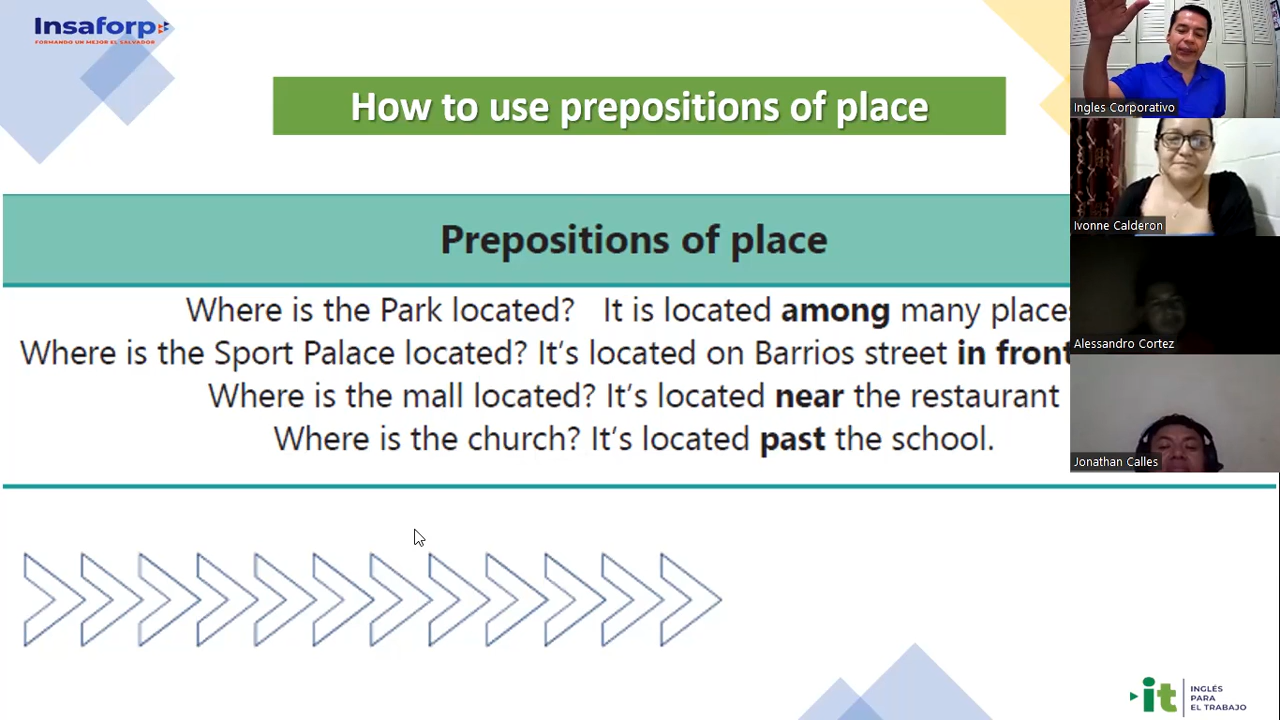 Insaforp
FORMANDO UN MEJOR EL SALVADOR
How to use prepositions of place
Prepositions of place
Where is the Park located? It is located among many places
Where is the Sport Palace located? It's located on Barrios street in front
Where is the mall located? It's located near the restaurant
Where is the church? It's located past the school.
Ingles Corporativo
Ivonne Calderon
Alessandro Cortez
Jonathan Calles
it
INGLÉS
PARA
EL TRABAJO